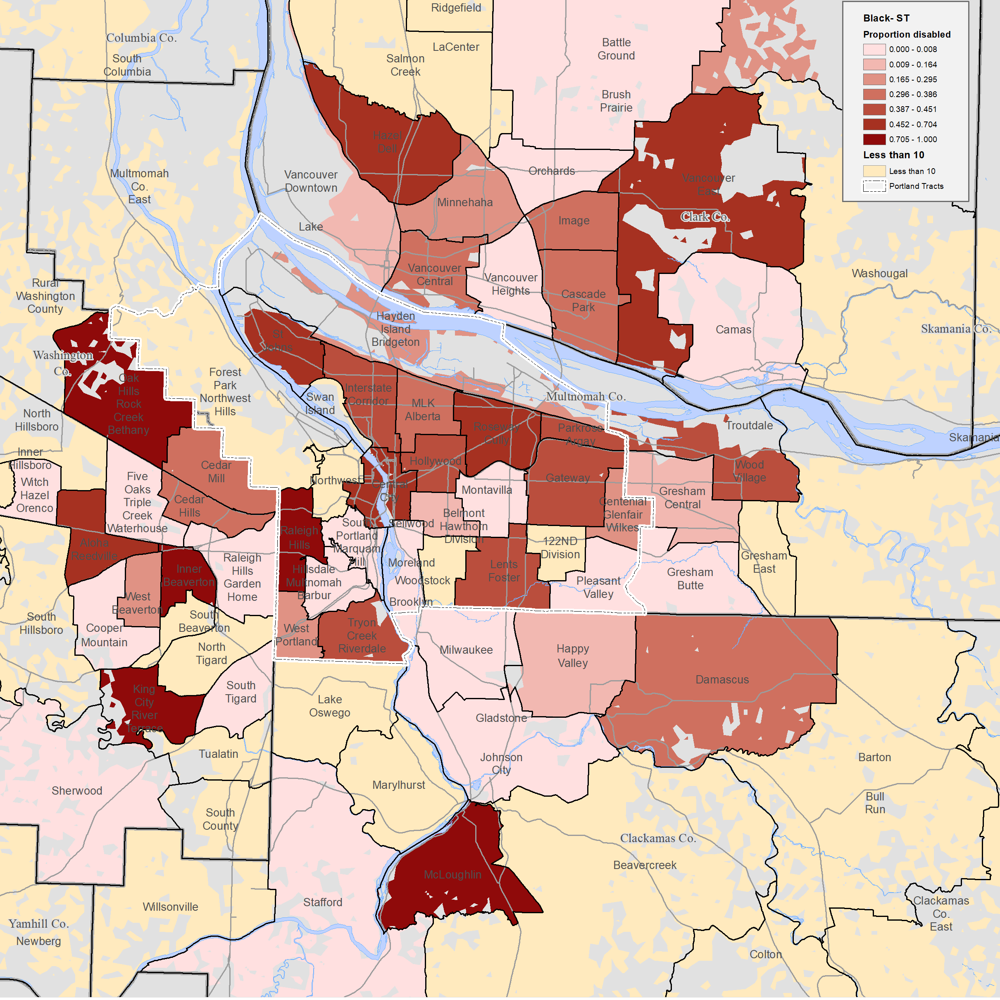 Black- ST
Proportion disabled
0.000 - 0.008
0.009 - 0.164
0.165 - 0.295
0.296 - 0.386
0.387 - 0.451
0.452 - 0.704
0.705 - 1.000
Less than 10
Less than 10
Portland Tracts
Ridgefield
Columbia Co.
South
Columbia
LaCenter
Salmon
Creek
Battle
Ground
Brush
Prairie
Hazel
Dell
Multmomah
Co.
East
Vancouver
Downtown
Orchards
Vancouver
East
Minnehaha
Image
Clark Co.
Lake
Vancouver
Central
Vancouver
Heights
Cascade
Park
Washougal
Rural
Washington
County
Hayden
Island
Bridgeton
Camas
Skamania Co.
St
Johns
Washington
Co.
Oak
Hills
Rock
Creek
Bethany
Forest
Park
Northwest
Hills
Swan
Island
Interstate
Corridor
MLK
Alberta
Multnomah Co.
North
Hillsboro
Roseway
Cully
Parkrose
Argay
Troutdale
Skamania
Inner
Hillsboro
Witch
Hazel
Orenco
Five
Oaks
Triple
Creek
Waterhouse
Cedar
Mill
Cedar
Hills
Northwest
Hollywood
Central
City
Montavilla
Gateway
Wood
Village
Gresham
Central
Centenial
Glenfair
Wilkes
Belmont
Hawthorn
Division
Sellwood
Moreland
Woodstock
Brooklyn
South
Portland
Marquam
Hill
Raleigh
Hills
Aloha
Reedville
Inner
Beaverton
Raleigh
Hills
Garden
Home
Hillsdale
Multnomah
Barbur
Lents
Foster
122ND
Division
Gresham
East
Gresham
Butte
Pleasant
Valley
West
Beaverton
South
Beaverton
South
Hillsboro
Cooper
Mountain
North
Tigard
West
Portland
Tryon
Creek
Riverdale
Milwaukee
Happy
Valley
Damascus
King
City
River
Terrace
South
Tigard
Lake
Oswego
Gladstone
Tualatin
Johnson
City
Barton
Sherwood
Marylhurst
South
County
Bull
Run
Clackamas Co.
Beavercreek
McLoughlin
Stafford
Willsonville
Yamhill Co.
Newberg
Clackamas
Co.
East
Colton